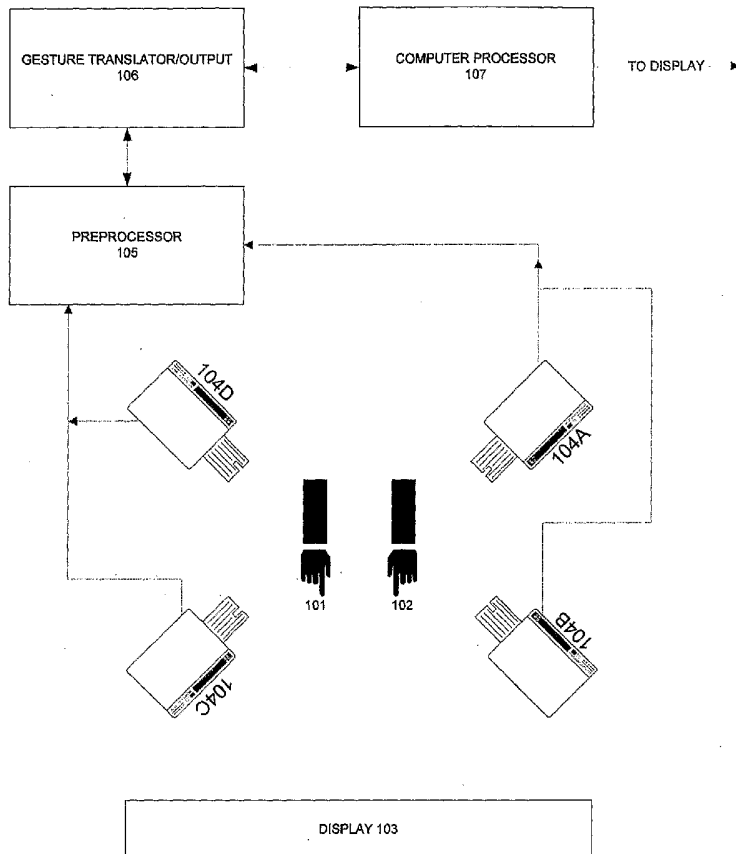 GESTURE TRANSLATOR/OUTPUT
106
COMPUTER PROCESSOR
107
TO DISPLAY
PREPROCESSOR
105
104D
104A
101
102
104C
104B
DISPLAY 103